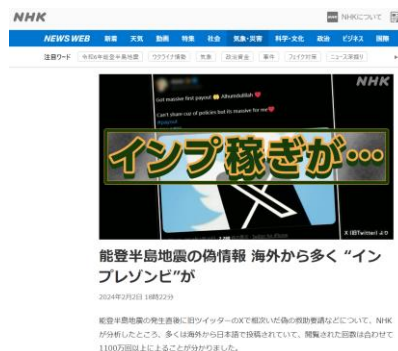 NHK
NHKについて
NEWS WEB 新着 天気 動画 特集 社会 気象・災害 科学・文化 政治 ビジネス 国際
注目ワード 令和6年能登半島地震 ウクライナ情勢 気象 政治資金 事件 フェイク対策 ニュース深掘り
NHK
Got massive first payout Alhamdulillah
Can't share cuz of policies but its massive for me
インプ稼ぎが…
X(旧Twitter)より
能登半島地震の偽情報 海外から多く “イン
プレゾンビ”が
2024年2月2日 18時22分
能登半島地震の発生直後に旧ツイッターのXで相次いだ偽の救助要請などについて、NHK
が分析したところ、多くは海外から日本語で投稿されていて、閲覧された回数は合わせて
1100万回以上に上ることが分かりました。